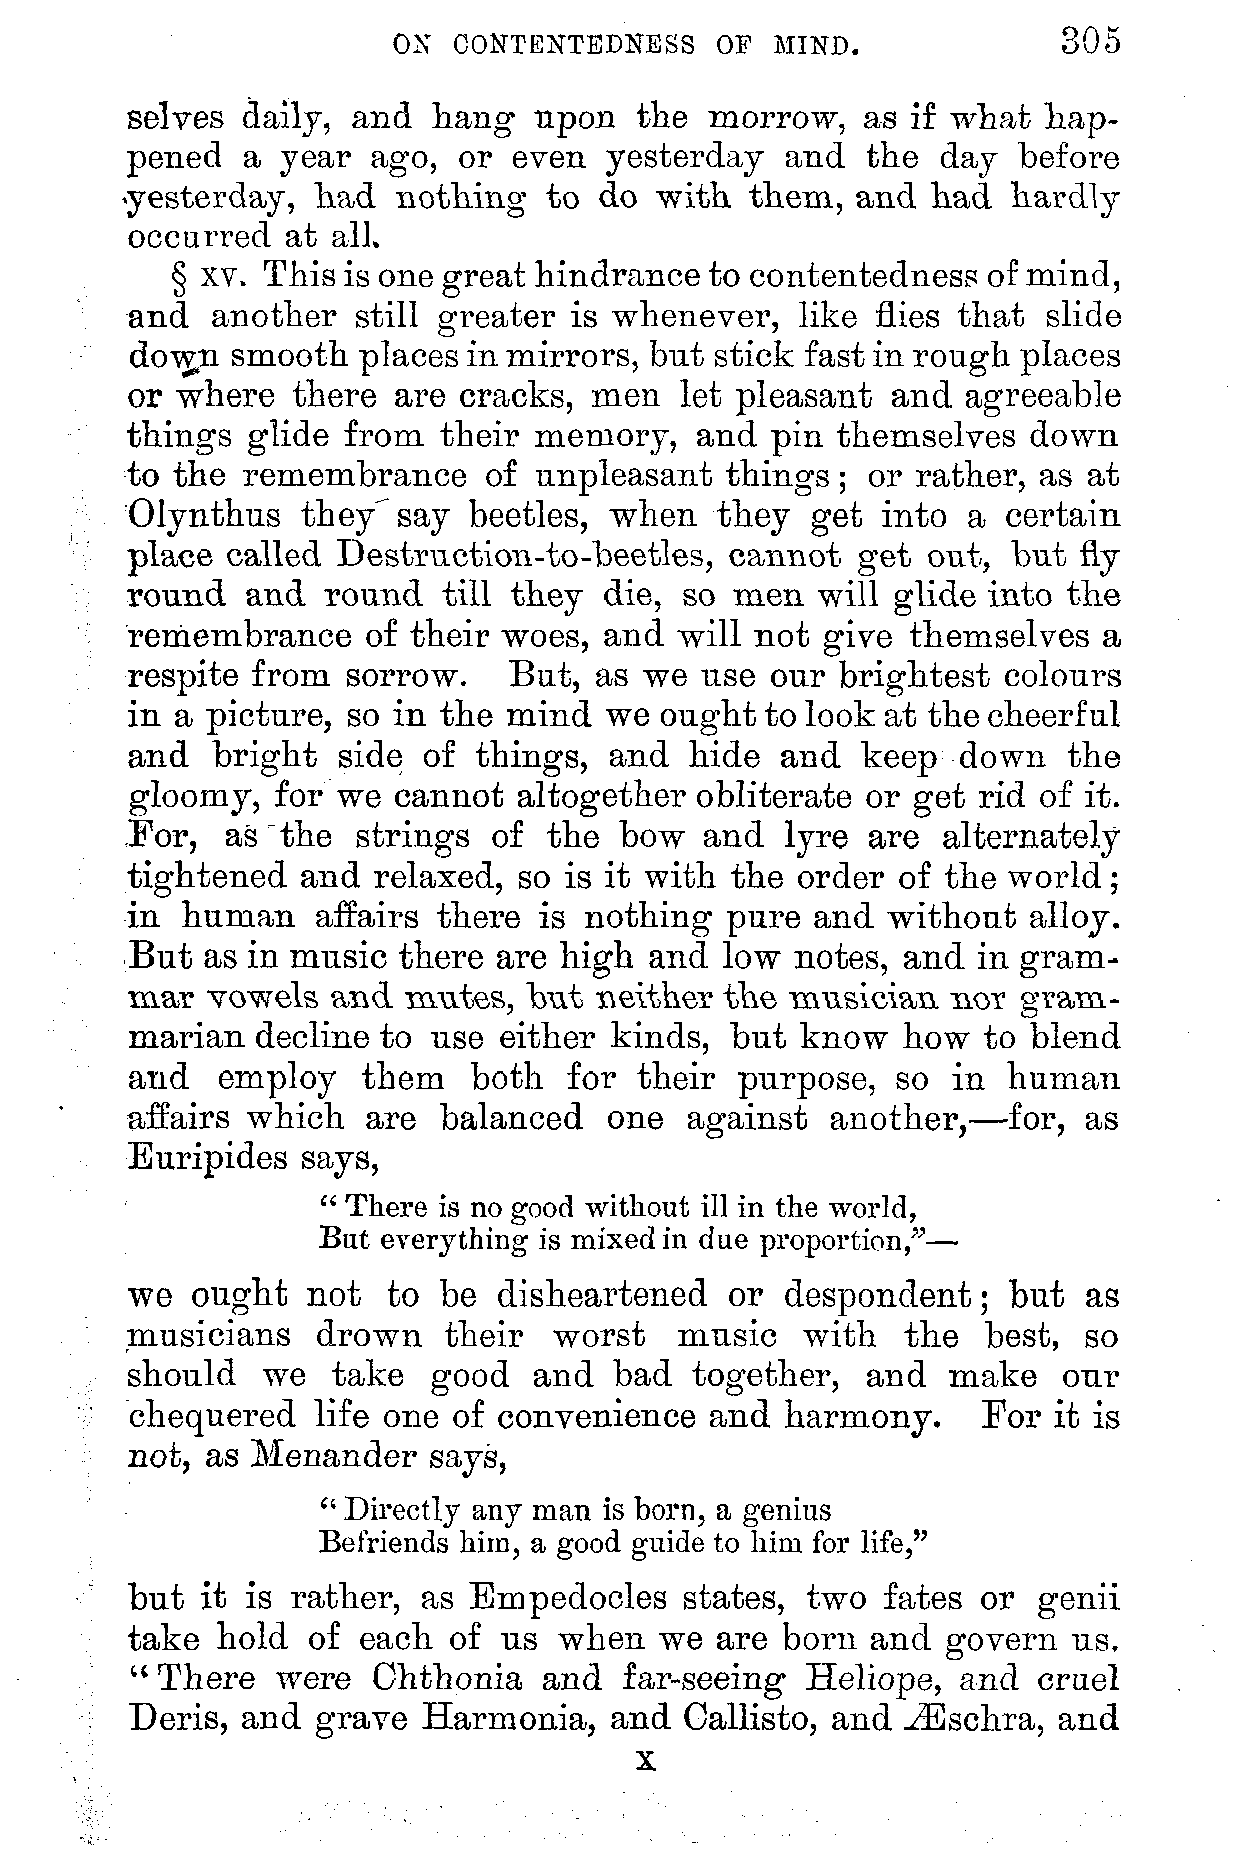 ON CONTENTEDNESS OF MIND. 305
selves daily, and hang upon the morrow, as if what hap-
pened a year ago, or even yesterday and the day before
yesterday, had nothing to do with them, and had hardly
occurred at all.
§ XV. This is one great hindrance to contentedness of mind,
and another still greater is whenever, like flies that slide
down smooth places in mirrors, but stick fast in rough places
or where there are cracks, men let pleasant and agreeable
things glide from their memory, and pin themselves down
to the remembrance of unpleasant things; or rather, as at
Olynthus they say beetles, when they get into a certain
place called Destruction-to-beetles, cannot get out, but fly
round and round till they die, so men will glide into the
remembrance of their woes, and will not give themselves a
respite from sorrow. But, as we use our brightest colours
in a picture, so in the mind we ought to look at the cheerful
and bright side of things, and hide and keep down the
gloomy, for we cannot altogether obliterate or get rid of it.
For, as the strings of the bow and lyre are alternately
tightened and relaxed, so is it with the order of the world;
in human affairs there is nothing pure and without alloy.
But as in music there are high and low notes, and in gram-
mar vowels and mutes, but neither the musician nor gram-
marian decline to use either kinds, but know how to blend
and employ them both for their purpose, so in human
affairs which are balanced one against another,—for, as
Euripides says,
“There is no good without ill in the world,
But everything is mixed in due proportion,”—
we ought not to be disheartened or despondent; but as
musicians drown their worst music with the best, so
should we take good and bad together, and make our
chequered life one of convenience and harmony. For it is
not, as Menander says,
“Directly any man is born, a genius
Befriends him, a good guide to him for life,”
but it is rather, as Empedocles states, two fates or genii
take hold of each of us when we are born and govern us.
“There were Chthonia and far-seeing Heliope, and cruel
Deris, and grave Harmonia, and Callisto, and Æschra, and
X